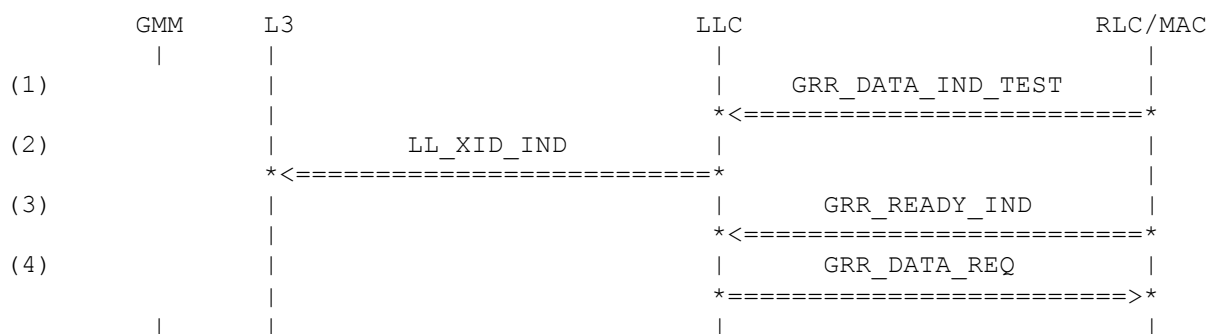 GMM L3 LLC RLC/MAC
(1) GRR_DATA_IND_TEST
(2) LL_XID_IND
(3) GRR_READY_IND
(4) GRR_DATA_REQ